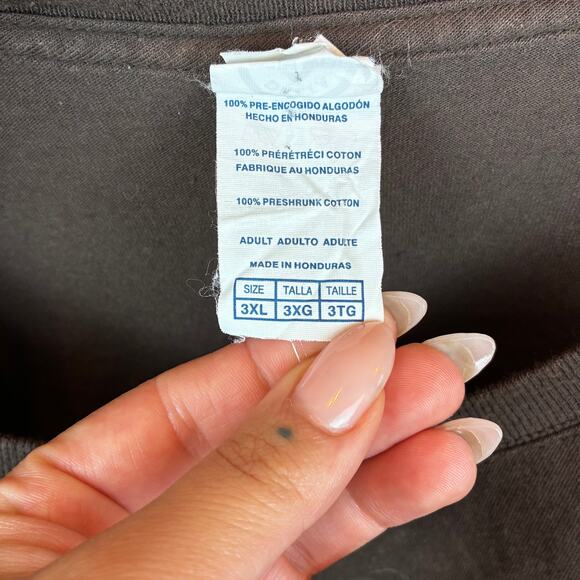 100% PRE-ENCOGIDO ALGODÓN
HECHO EN HONDURAS
100% PRÉRÉTRÉCI COTON
FABRIQUE AU HONDURAS
100% PRESHRUNK COTTON
ADULT ADULTO ADULTE
MADE IN HONDURAS
SIZE TALLA TAILLE
3XL 3XG 3TG